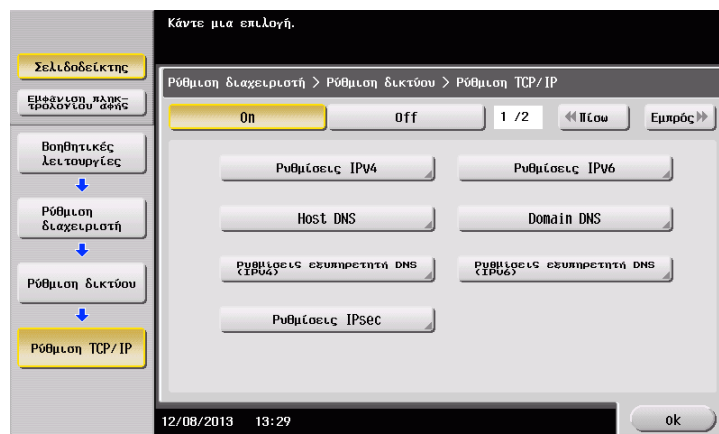 Κάντε μια επιλογή.
Σελιδοδείκτης
Εμφάνιση πληκ-
τρολογίου αφής
Ρύθμιση διαχειριστή > Ρύθμιση δικτύου > Ρύθμιση TCP/IP
On Off 1 /2 Πίσω Εμπρός
Βοηθητικές
λειτουργίες
Ρυθμίσεις IPv4 Ρυθμίσεις IPv6
Ρύθμιση
διαχειριστή
Host DNS Domain DNS
Ρυθμίσεις εξυπηρετητή DNS
(IPv4)
Ρυθμίσεις εξυπηρετητή DNS
(IPv6)
Ρύθμιση δικτύου
Ρυθμίσεις IPsec
Ρύθμιση TCP/IP
12/08/2013 13:29
ok